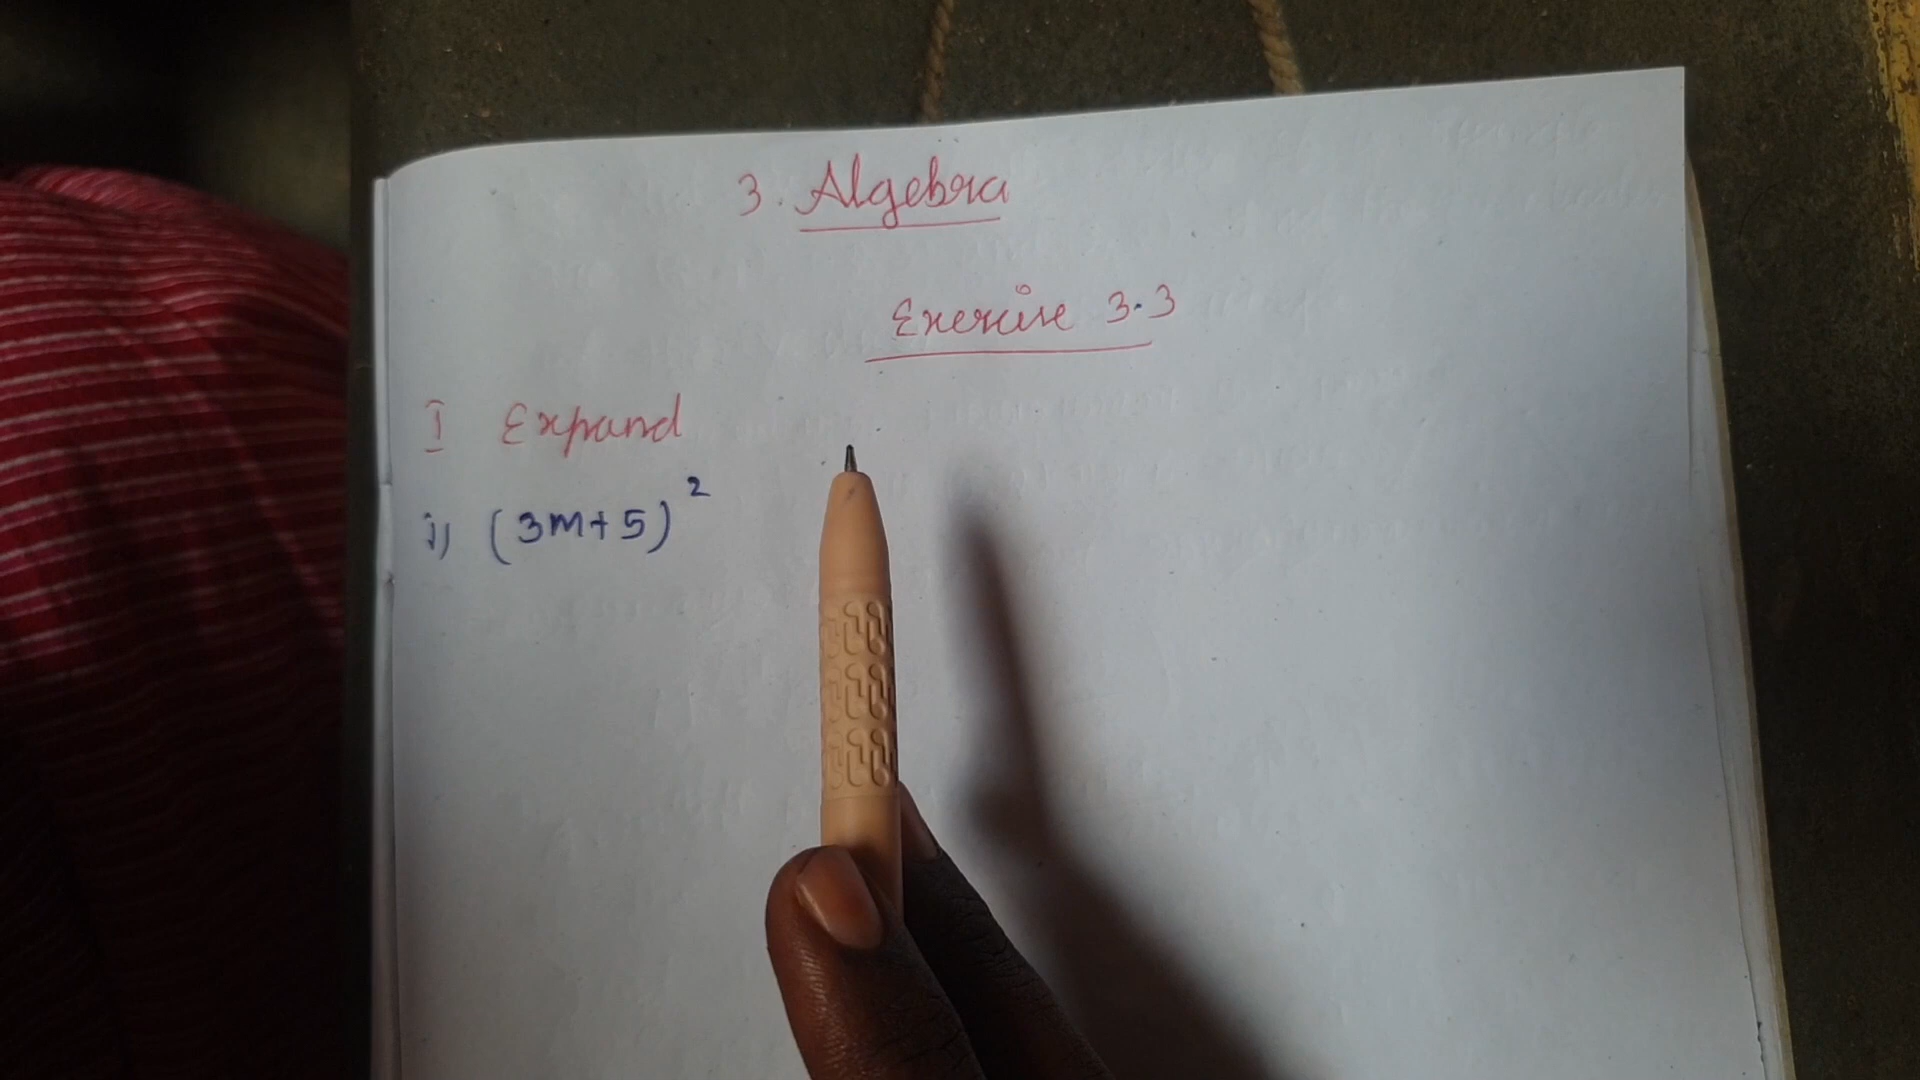 3. Algebra
Exercise 3.3
I Expand
i) (3m+5)²